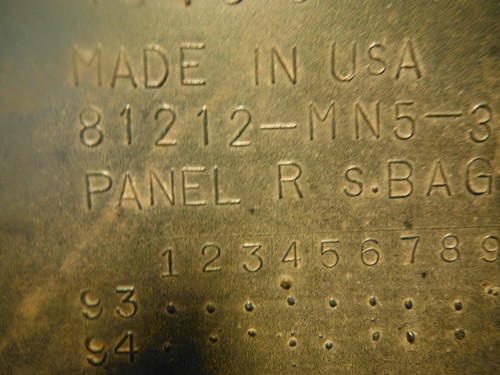 MADE IN USA
81212-MN5-3
PANEL R S.BAG
1 2 3 4 5 6 7 8 9
93
94